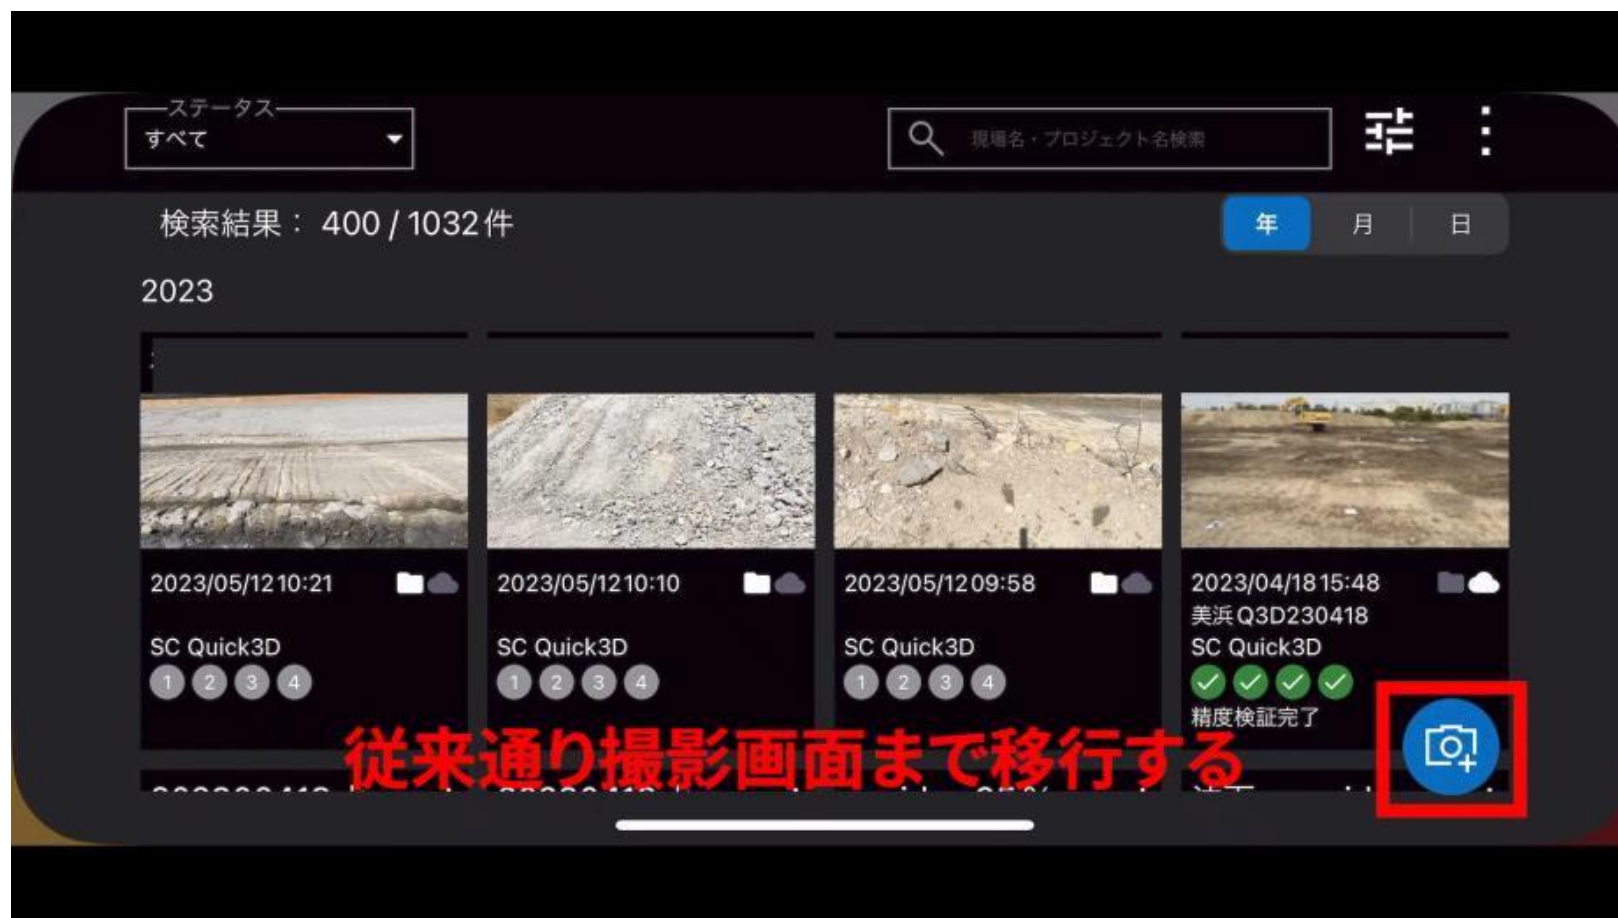 ステータス
すべて
現場名・プロジェクト名検索
検索結果： 400 / 1032件
年 月 日
2023
2023/05/12 10:21
SC Quick3D
1 2 3 4
2023/05/12 10:10
SC Quick3D
1 2 3 4
2023/05/12 09:58
SC Quick3D
1 2 3 4
2023/04/18 15:48
美浜Q3D230418
SC Quick3D
精度検証完了
従来通り撮影画面まで移行する